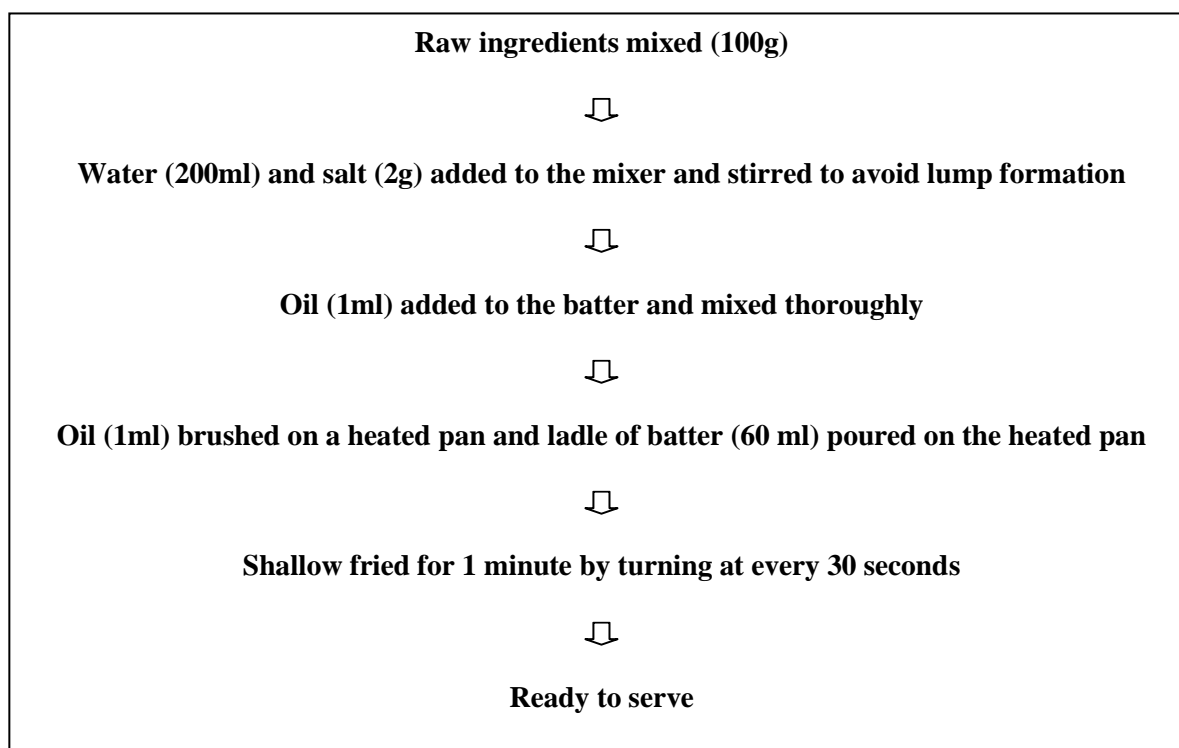 Raw ingredients mixed (100g)
Water (200ml) and salt (2g) added to the mixer and stirred to avoid lump formation
Oil (1ml) added to the batter and mixed thoroughly
Oil (1ml) brushed on a heated pan and ladle of batter (60 ml) poured on the heated pan
Shallow fried for 1 minute by turning at every 30 seconds
Ready to serve